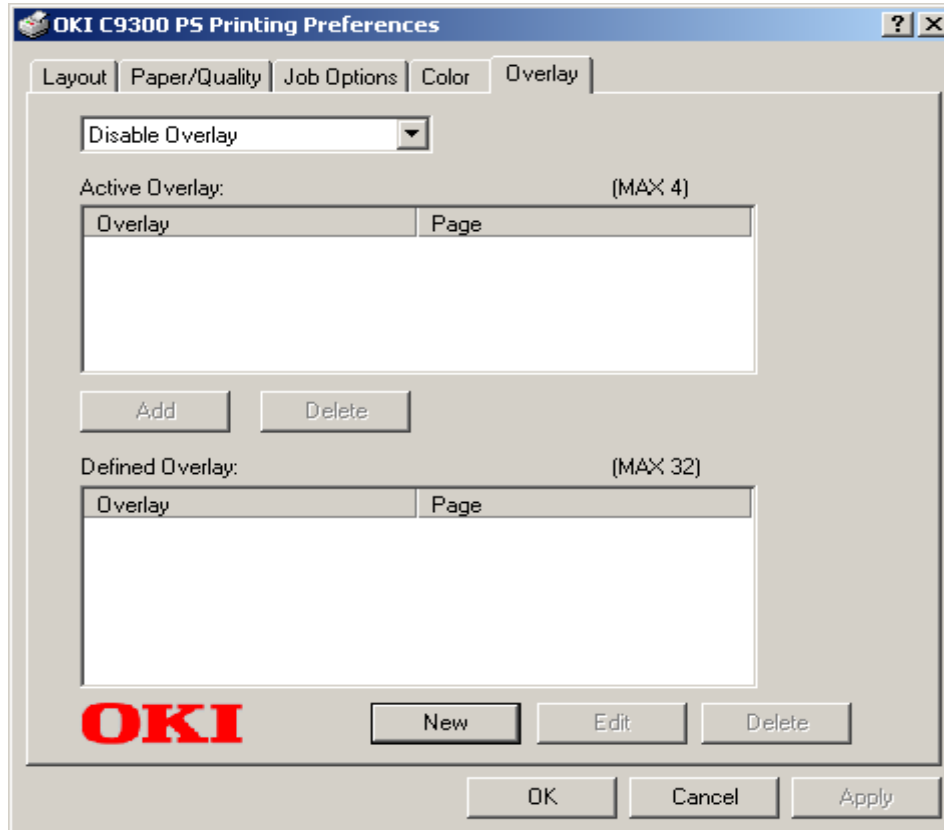 OKI C9300 PS Printing Preferences ? X
Layout Paper/Quality Job Options Color Overlay
Disable Overlay
Active Overlay: (MAX 4)
Overlay Page
Add Delete
Defined Overlay: (MAX 32)
Overlay Page
OKI New Edit Delete
OK Cancel Apply